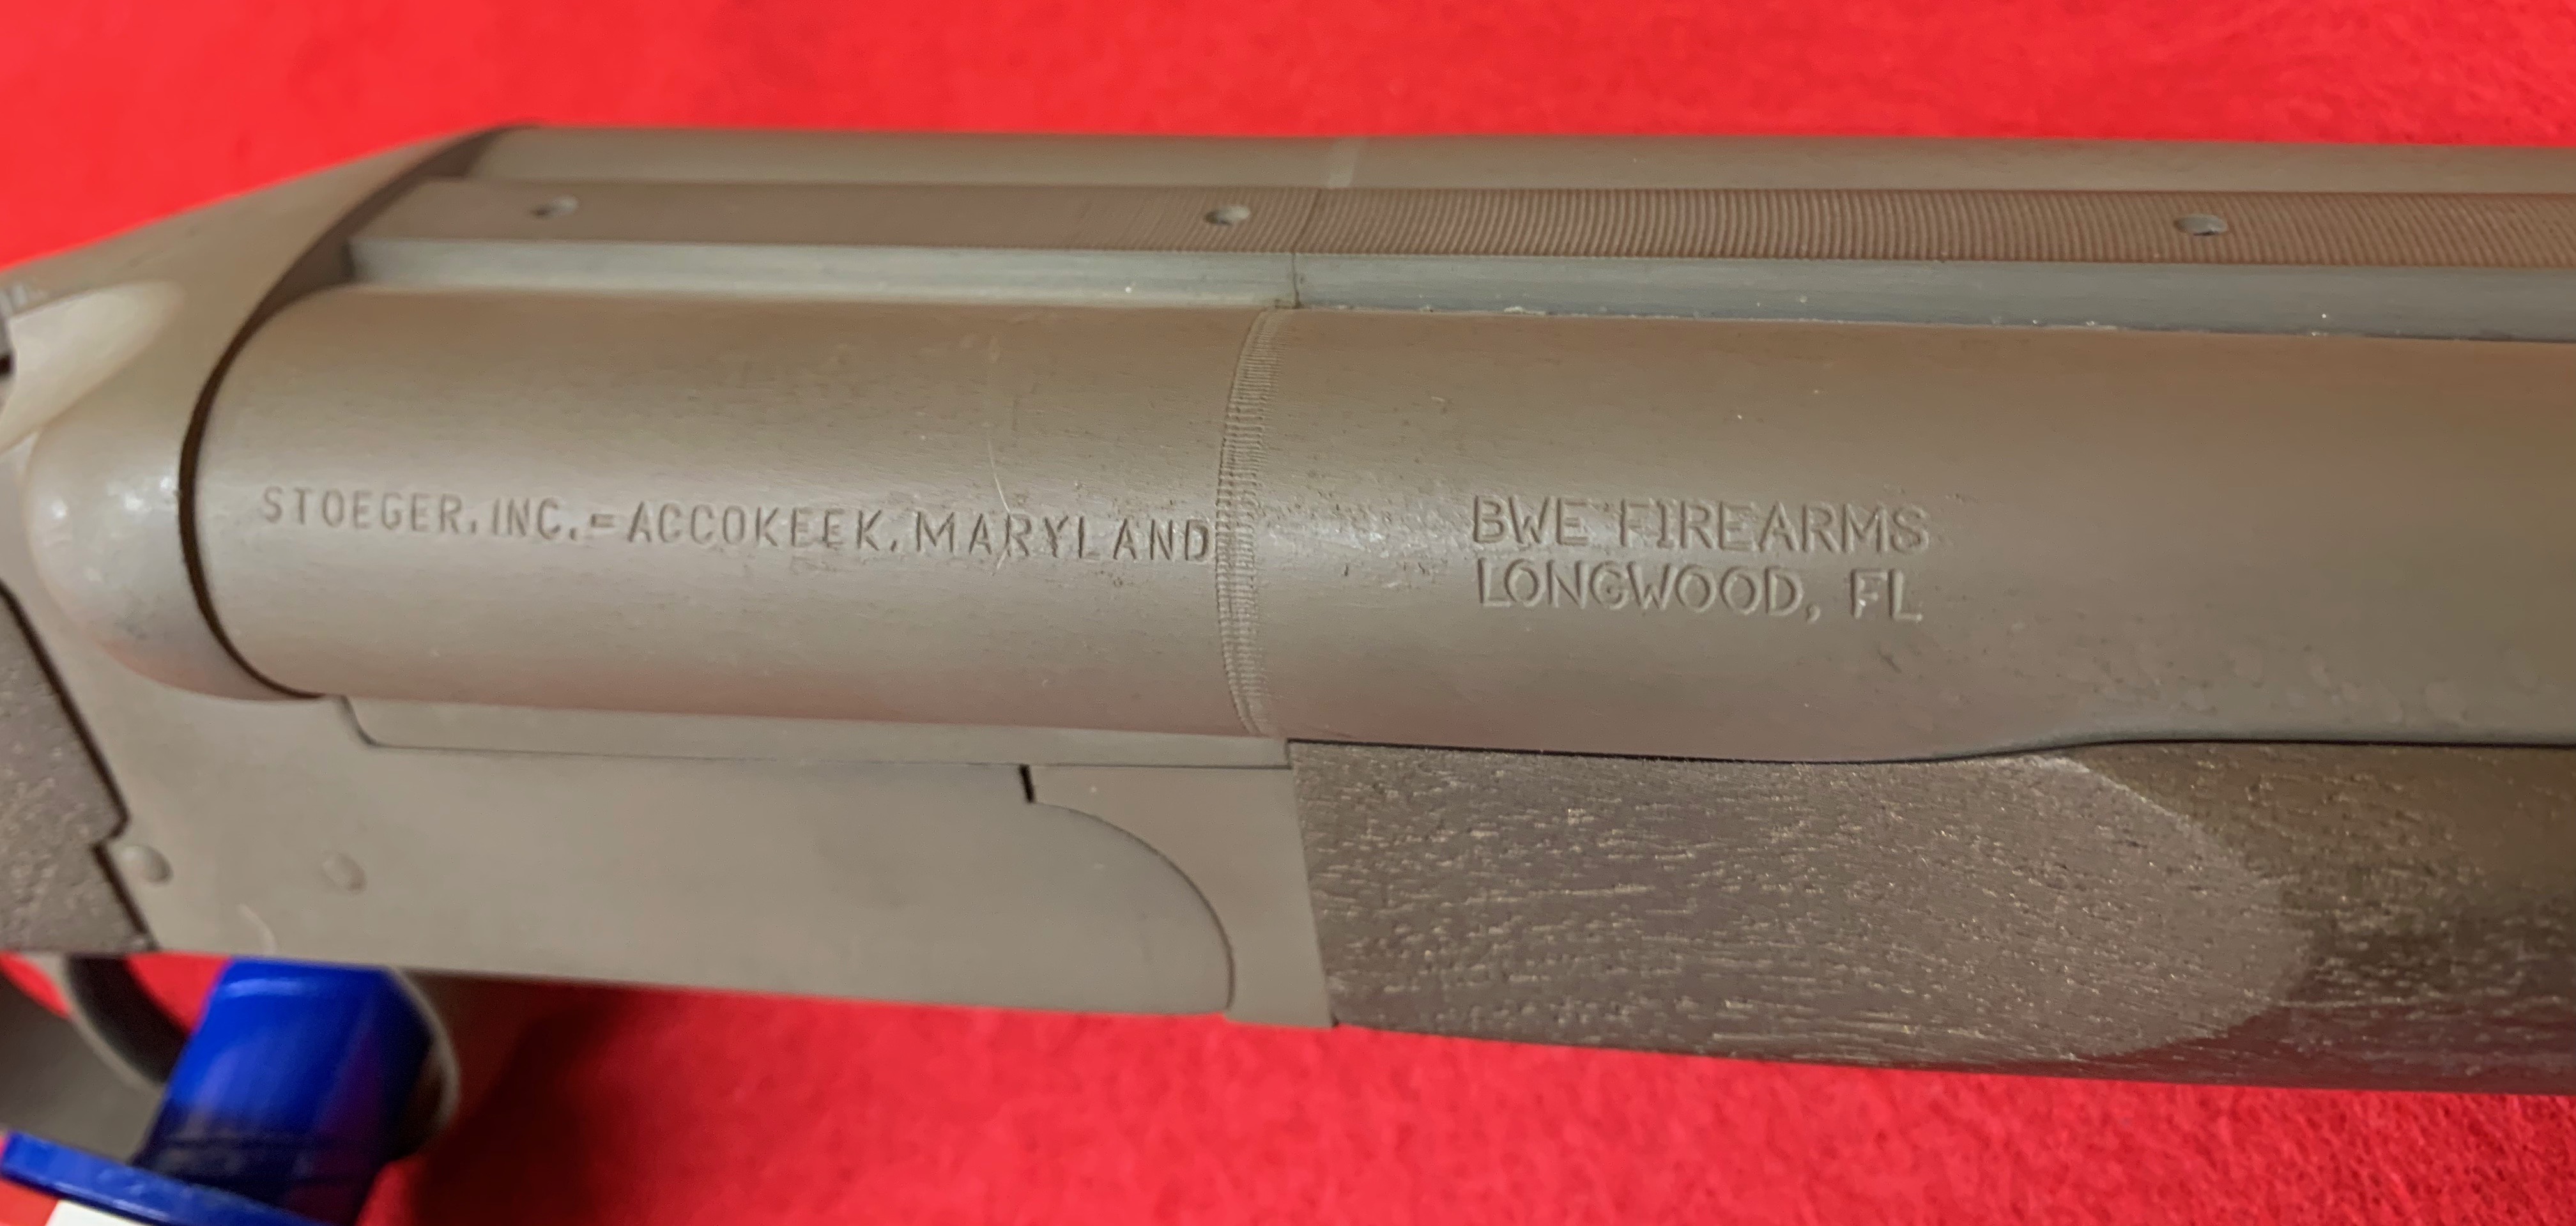 STOEGER, INC. = ACCOKEEK, MARYLAND
BWE FIREARMS
LONGWOOD, FL